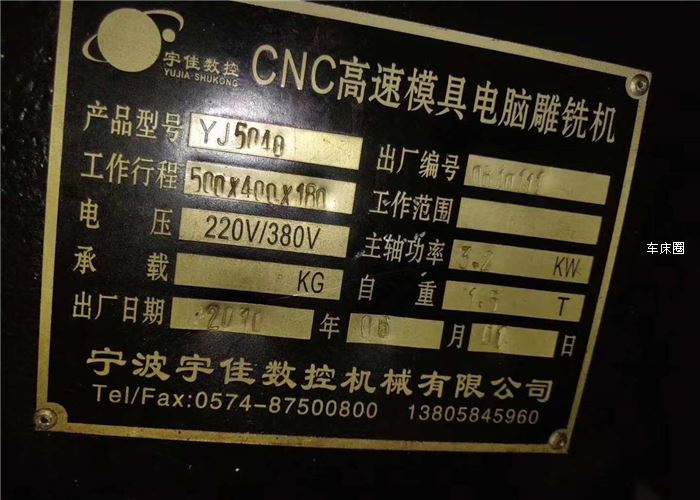 宇佳数控
YUJIA-SHUKONG
CNC高速模具电脑雕铣机
产品型号 YJ5040 出厂编号
工作行程 500x400x180 工作范围
电 压 220V/380V 主轴功率 3.2 KW
承 载 KG 自 重 T
出厂日期 2010 年 06 月 日
宁波宇佳数控机械有限公司
Tel/Fax:0574-87500800 13805845960
车床圈